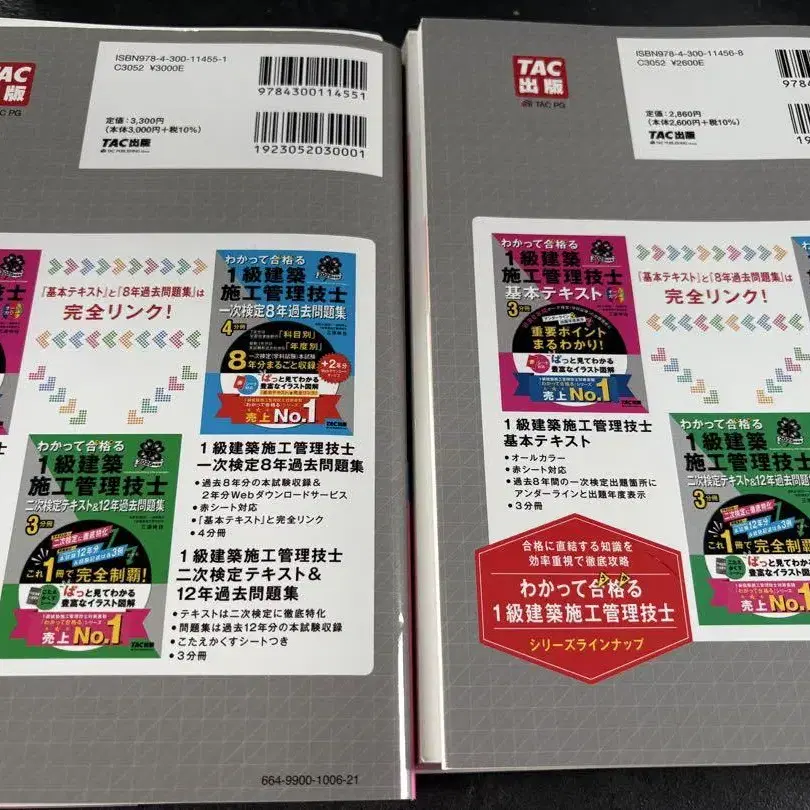 TAC
出版
TAC PG
ISBN978-4-300-11455-1
C3052 ¥3000E
9784300114551
定価：3,300円
(本体3,000円+税10%)
TAC出版
1923052030001
『基本テキスト』と『8年過去問題集』は
完全リンク！
わかって合格る
1級建築
施工管理技士
一次検定8年過去問題集
4分冊
「科目別」
「年度別」
一次検定(学科試験)本試験
8年分まるごと収録
+2年分
ぱっと見てわかる
豊富なイラスト図解
売上No.1
わかって合格る
1級建築
施工管理技士
二次検定テキスト&12年過去問題集
3分冊
これ1冊で完全制覇！
ぱっと見てわかる
豊富なイラスト図解
売上No.1
TAC出版
1級建築施工管理技士
一次検定8年過去問題集
・過去8年分の本試験収録&
2年分Webダウンロードサービス
・赤シート対応
・『基本テキスト』と完全リンク
・4分冊
1級建築施工管理技士
二次検定テキスト&
12年過去問題集
・テキストは二次検定に徹底特化
・問題集は過去12年分の本試験収録
・こたえかくすシートつき
・3分冊
664-9900-1006-21
TAC
出版
TAC PG
ISBN978-4-300-11456-8
C3052 ¥2600E
定価：2,860円
(本体2,600円+税10%)
TAC出版
わかって合格る
1級建築
施工管理技士
基本テキスト
3分冊
重要ポイント
まるわかり！
ぱっと見てわかる
豊富なイラスト図解
売上No.1
『基本テキスト』と『8年過去問題集』は
完全リンク！
1級建築施工管理技士
基本テキスト
・オールカラー
・赤シート対応
・過去8年間の一次検定出題箇所に
アンダーラインと出題年度表示
・3分冊
わかって合格る
1級建築
施工管理技士
二次検定テキスト&12年過去問題集
3分冊
これ1冊で完全制覇！
ぱっと見てわかる
豊富なイラスト図解
売上No.1
合格に直結する知識を
効率重視で徹底攻略
わかって合格る
1級建築施工管理技士
シリーズラインナップ